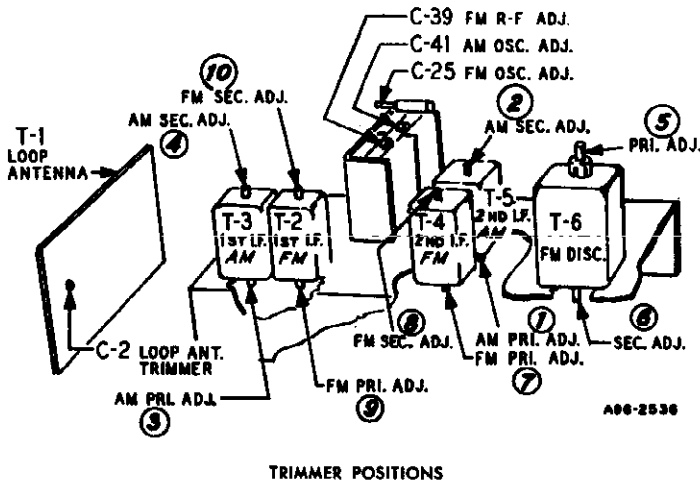 C-39 FM R-F ADJ.
C-41 AM OSC. ADJ.
C-25 FM OSC. ADJ.
10
FM SEC. ADJ.
AM SEC. ADJ.
4
2
AM SEC. ADJ.
5
PRI. ADJ.
T-1
LOOP
ANTENNA
T-3
1ST I.F.
AM
T-2
1ST I.F.
FM
T-4
2ND I.F.
FM
T-5
2ND I.F.
AM
T-6
FM DISC.
C-2 LOOP ANT.
TRIMMER
AM PRI. ADJ.
3
FM PRI. ADJ.
9
8
FM SEC. ADJ.
1
AM PRI. ADJ.
FM PRI. ADJ.
7
6
SEC. ADJ.
A96-2536
TRIMMER POSITIONS